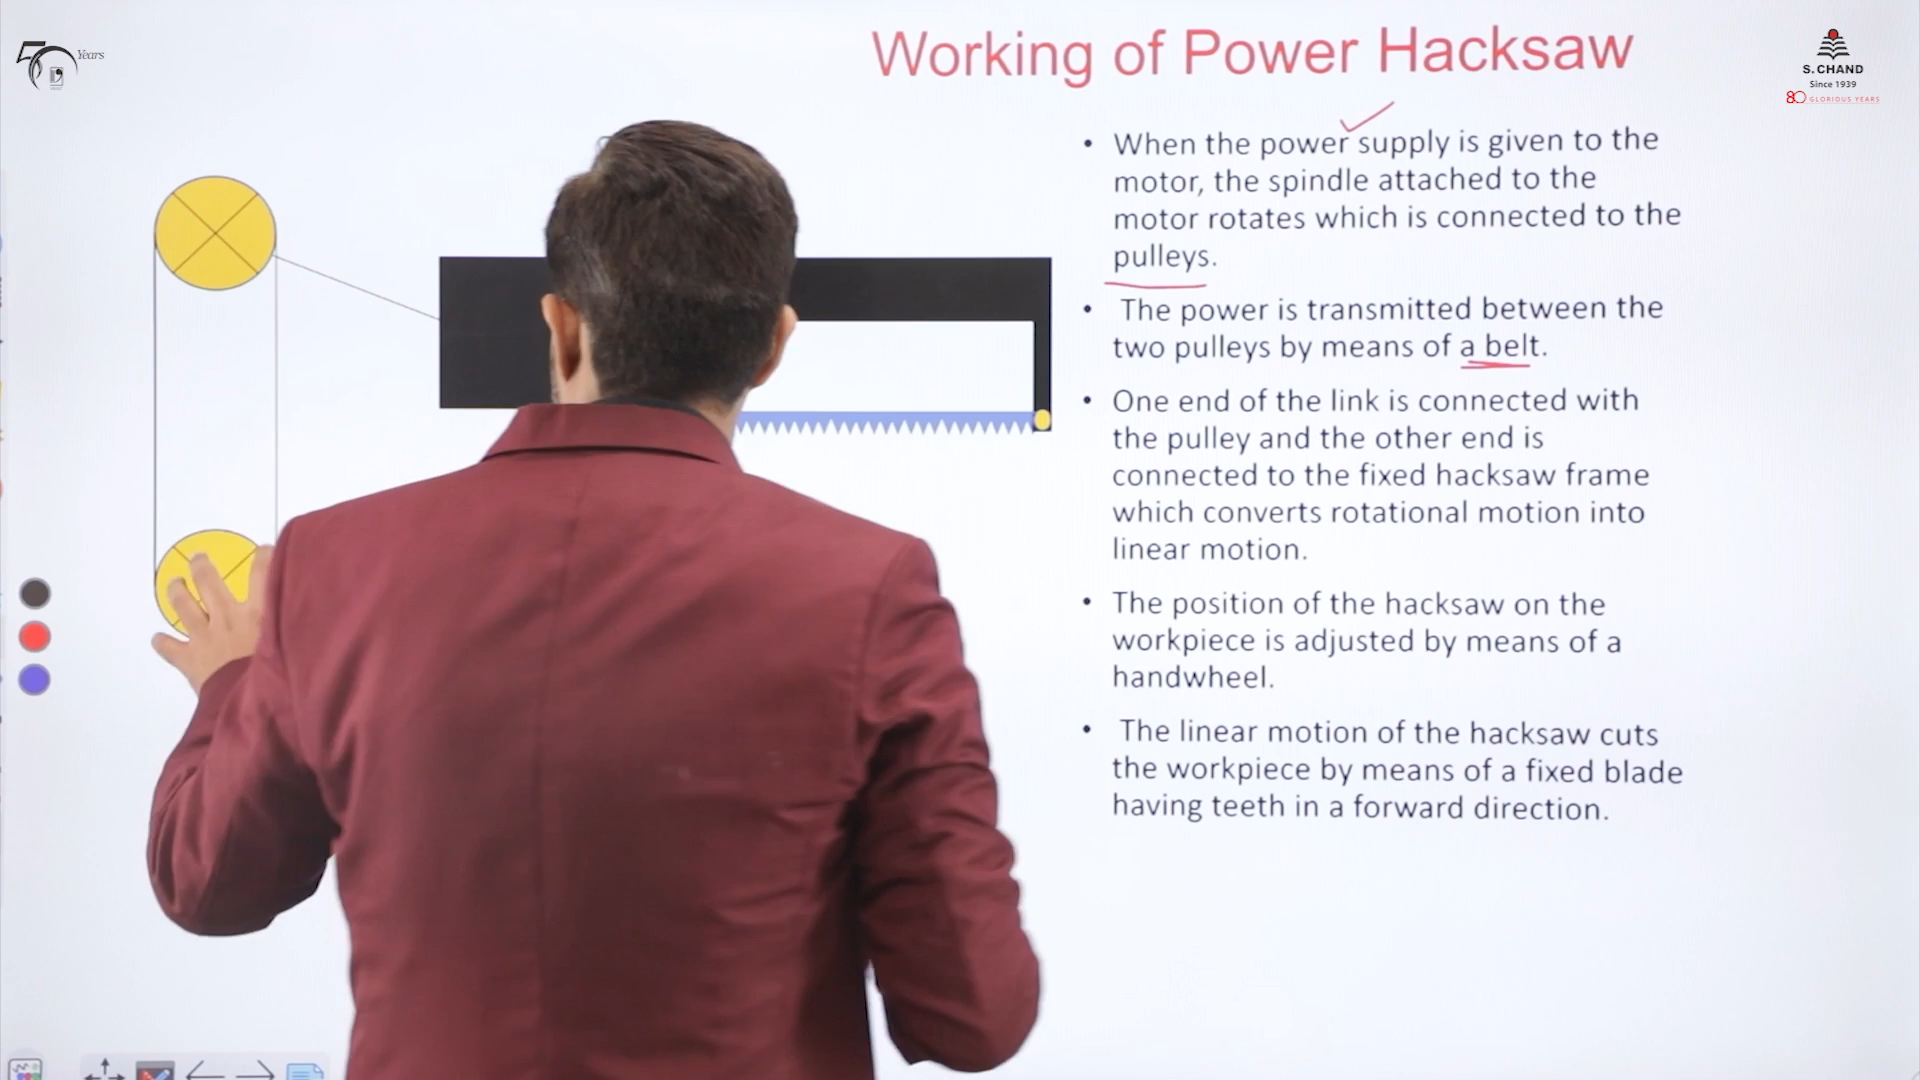 50 Years
Working of Power Hacksaw
S. CHAND
Since 1939
80 GLORIOUS YEARS
• When the power supply is given to the
motor, the spindle attached to the
motor rotates which is connected to the
pulleys.
• The power is transmitted between the
two pulleys by means of a belt.
• One end of the link is connected with
the pulley and the other end is
connected to the fixed hacksaw frame
which converts rotational motion into
linear motion.
• The position of the hacksaw on the
workpiece is adjusted by means of a
handwheel.
• The linear motion of the hacksaw cuts
the workpiece by means of a fixed blade
having teeth in a forward direction.